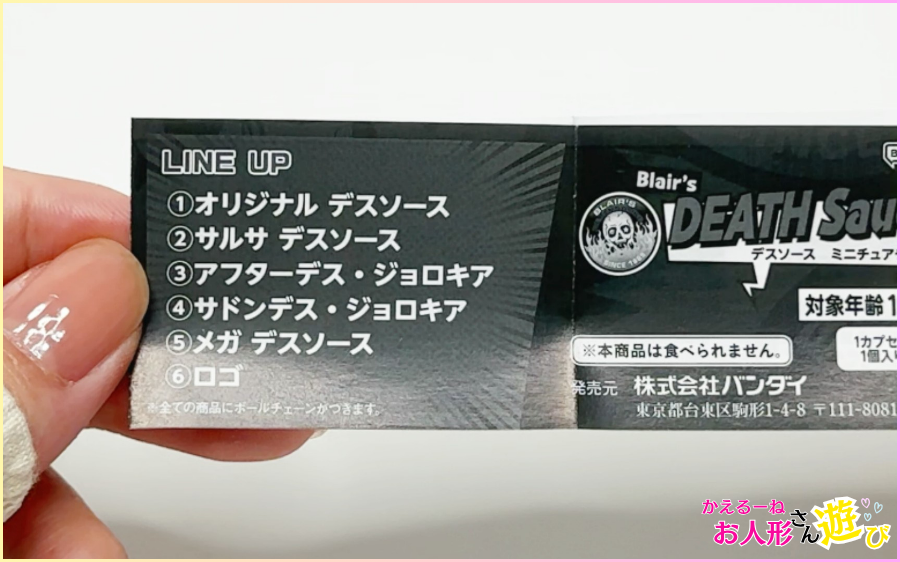 LINE UP
①オリジナル デスソース
②サルサ デスソース
③アフターデス・ジョロキア
④サドンデス・ジョロキア
⑤メガ デスソース
⑥ロゴ
※全ての商品にボールチェーンがつきます。
Blair's
BLAIR'S
SINCE 1989
DEATH Sau
デスソース ミニチュア
対象年齢1
※本商品は食べられません。
1カプセ
1個入り
発売元 株式会社バンダイ
東京都台東区駒形1-4-8 〒111-8081
かえるーね
お人形さん遊び